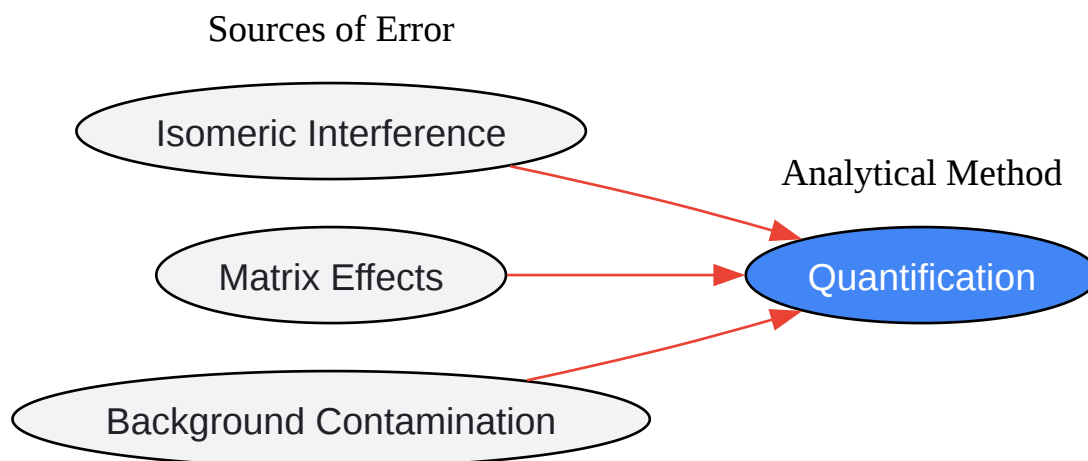 Sources of Error
Isomeric Interference
Analytical Method
Matrix Effects
Quantification
Background Contamination